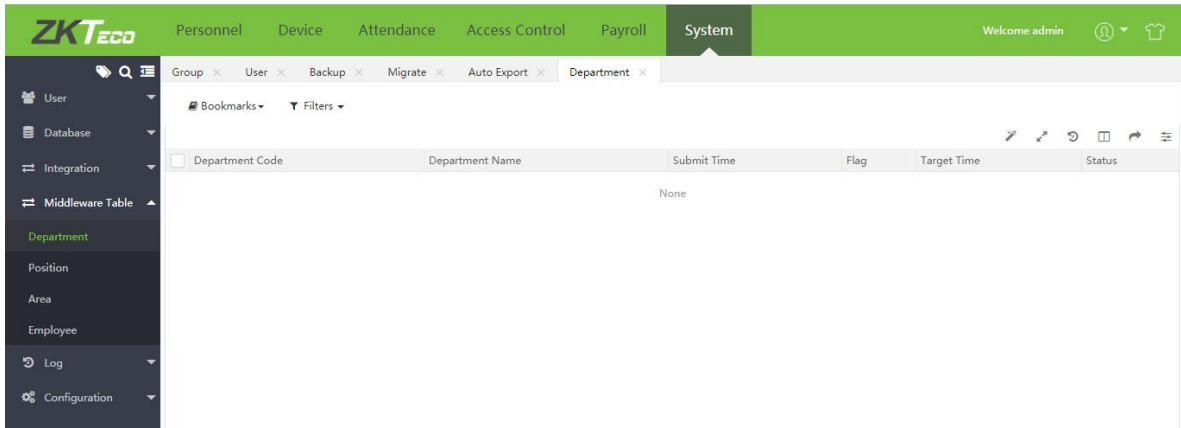 ZKTeco Personnel Device Attendance Access Control Payroll System Welcome admin
Group User Backup Migrate Auto Export Department
User
Bookmarks Filters
Database
Department Code Department Name Submit Time Flag Target Time Status
Integration
None
Middleware Table
Department
Position
Area
Employee
Log
Configuration